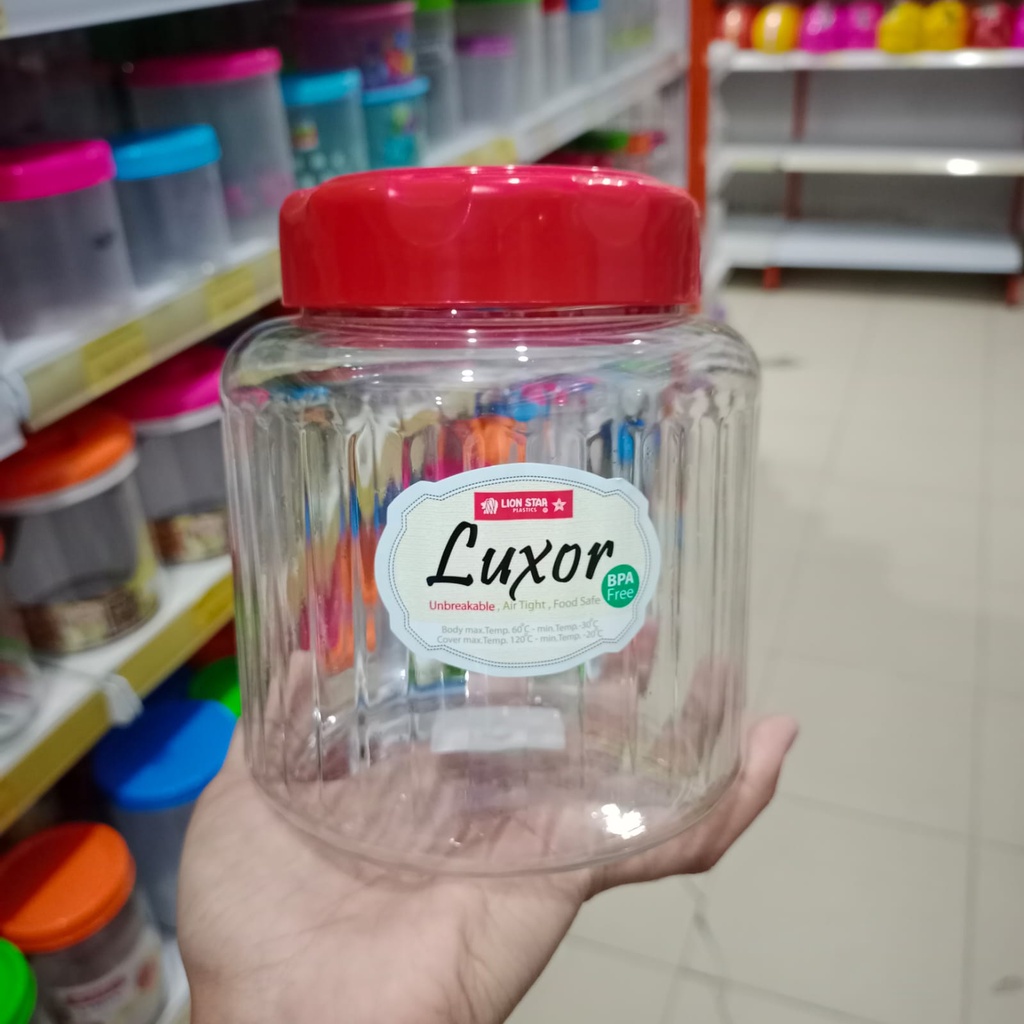 LION STAR
PLASTICS
Luxor
BPA
Free
Unbreakable , Air Tight , Food Safe
Body max.Temp. 60°C - min.Temp.-30°C
Cover max.Temp. 120°C - min.Temp. -20°C